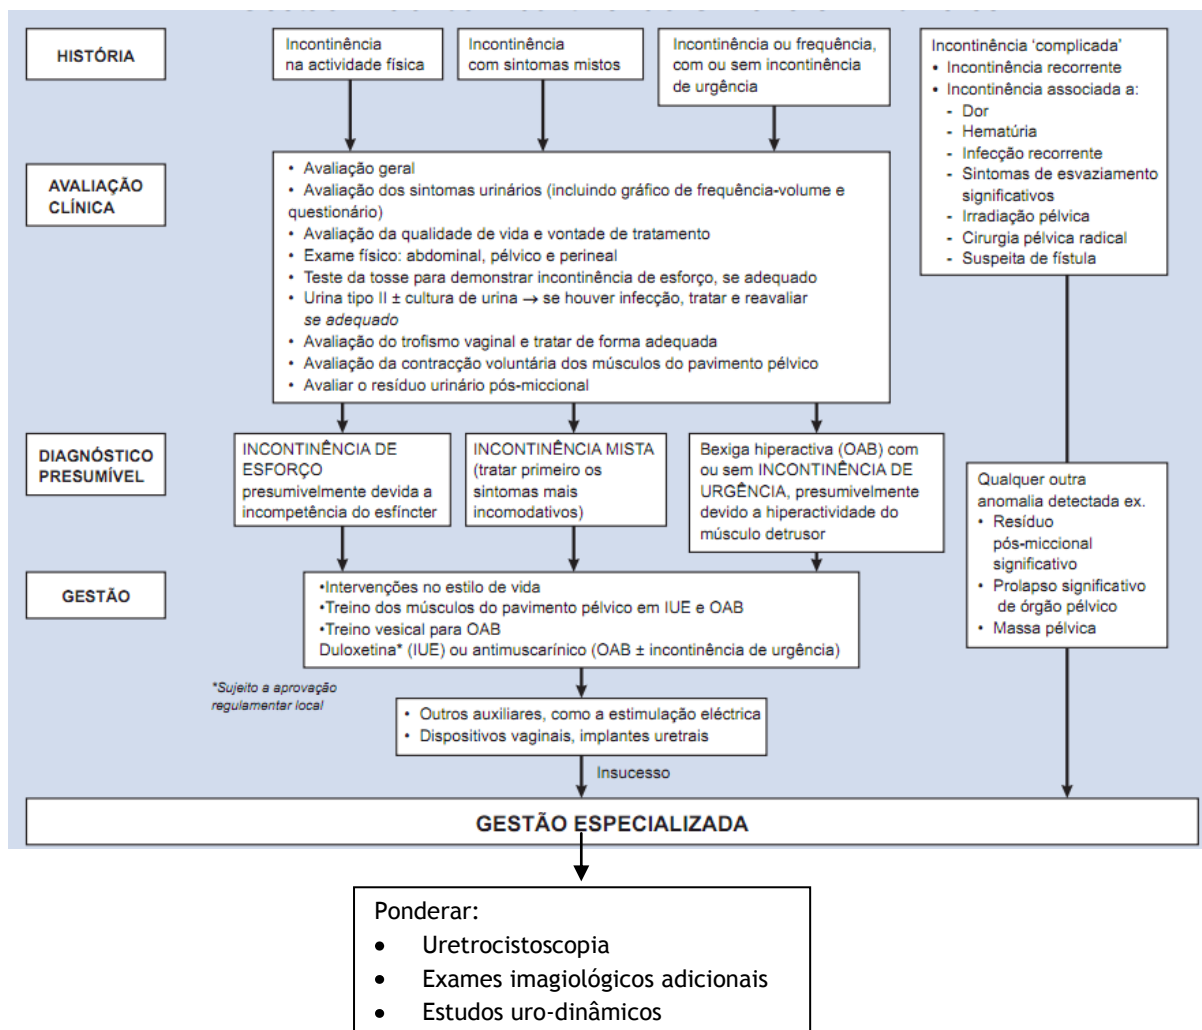 HISTÓRIA
Incontinência
na actividade física
Incontinência
com sintomas mistos
Incontinência ou frequência,
com ou sem incontinência
de urgência
Incontinência 'complicada'
• Incontinência recorrente
• Incontinência associada a:
- Dor
- Hematúria
- Infecção recorrente
- Sintomas de esvaziamento
significativos
- Irradiação pélvica
- Cirurgia pélvica radical
- Suspeita de fístula
AVALIAÇÃO
CLÍNICA
• Avaliação geral
• Avaliação dos sintomas urinários (incluindo gráfico de frequência-volume e
questionário)
• Avaliação da qualidade de vida e vontade de tratamento
• Exame físico: abdominal, pélvico e perineal
• Teste da tosse para demonstrar incontinência de esforço, se adequado
• Urina tipo II ± cultura de urina → se houver infecção, tratar e reavaliar
se adequado
• Avaliação do trofismo vaginal e tratar de forma adequada
• Avaliação da contracção voluntária dos músculos do pavimento pélvico
• Avaliar o resíduo urinário pós-miccional
DIAGNÓSTICO
PRESUMÍVEL
INCONTINÊNCIA DE
ESFORÇO
presumivelmente devida a
incompetência do esfíncter
INCONTINÊNCIA MISTA
(tratar primeiro os
sintomas mais
incomodativos)
Bexiga hiperactiva (OAB) com
ou sem INCONTINÊNCIA DE
URGÊNCIA, presumivelmente
devido a hiperactividade do
músculo detrusor
Qualquer outra
anomalia detectada ex.
• Resíduo
pós-miccional
significativo
• Prolapso significativo
de órgão pélvico
• Massa pélvica
GESTÃO
•Intervenções no estilo de vida
•Treino dos músculos do pavimento pélvico em IUE e OAB
•Treino vesical para OAB
Duloxetina* (IUE) ou antimuscarínico (OAB ± incontinência de urgência)
*Sujeito a aprovação
regulamentar local
• Outros auxiliares, como a estimulação eléctrica
• Dispositivos vaginais, implantes uretrais
Insucesso
GESTÃO ESPECIALIZADA
Ponderar:
• Uretrocistoscopia
• Exames imagiológicos adicionais
• Estudos uro-dinâmicos